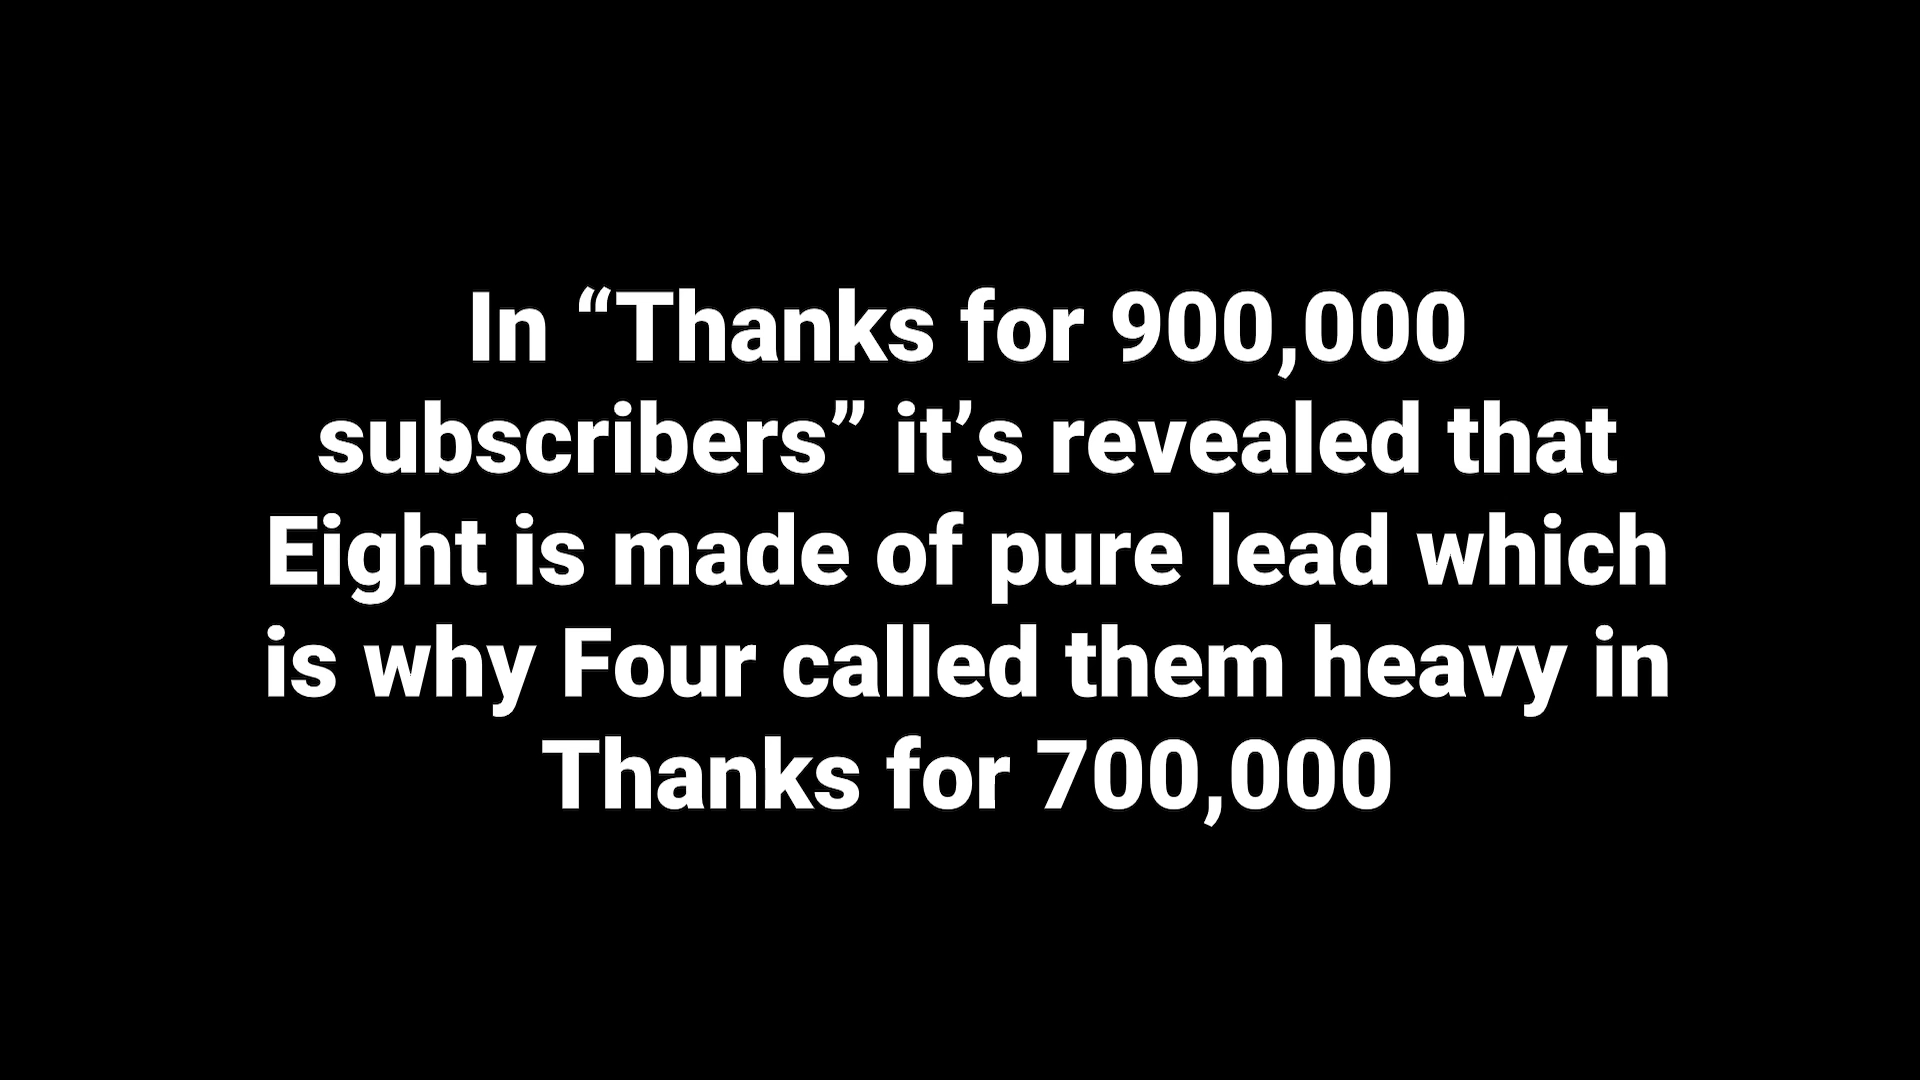 In “Thanks for 900,000
subscribers” it’s revealed that
Eight is made of pure lead which
is why Four called them heavy in
Thanks for 700,000